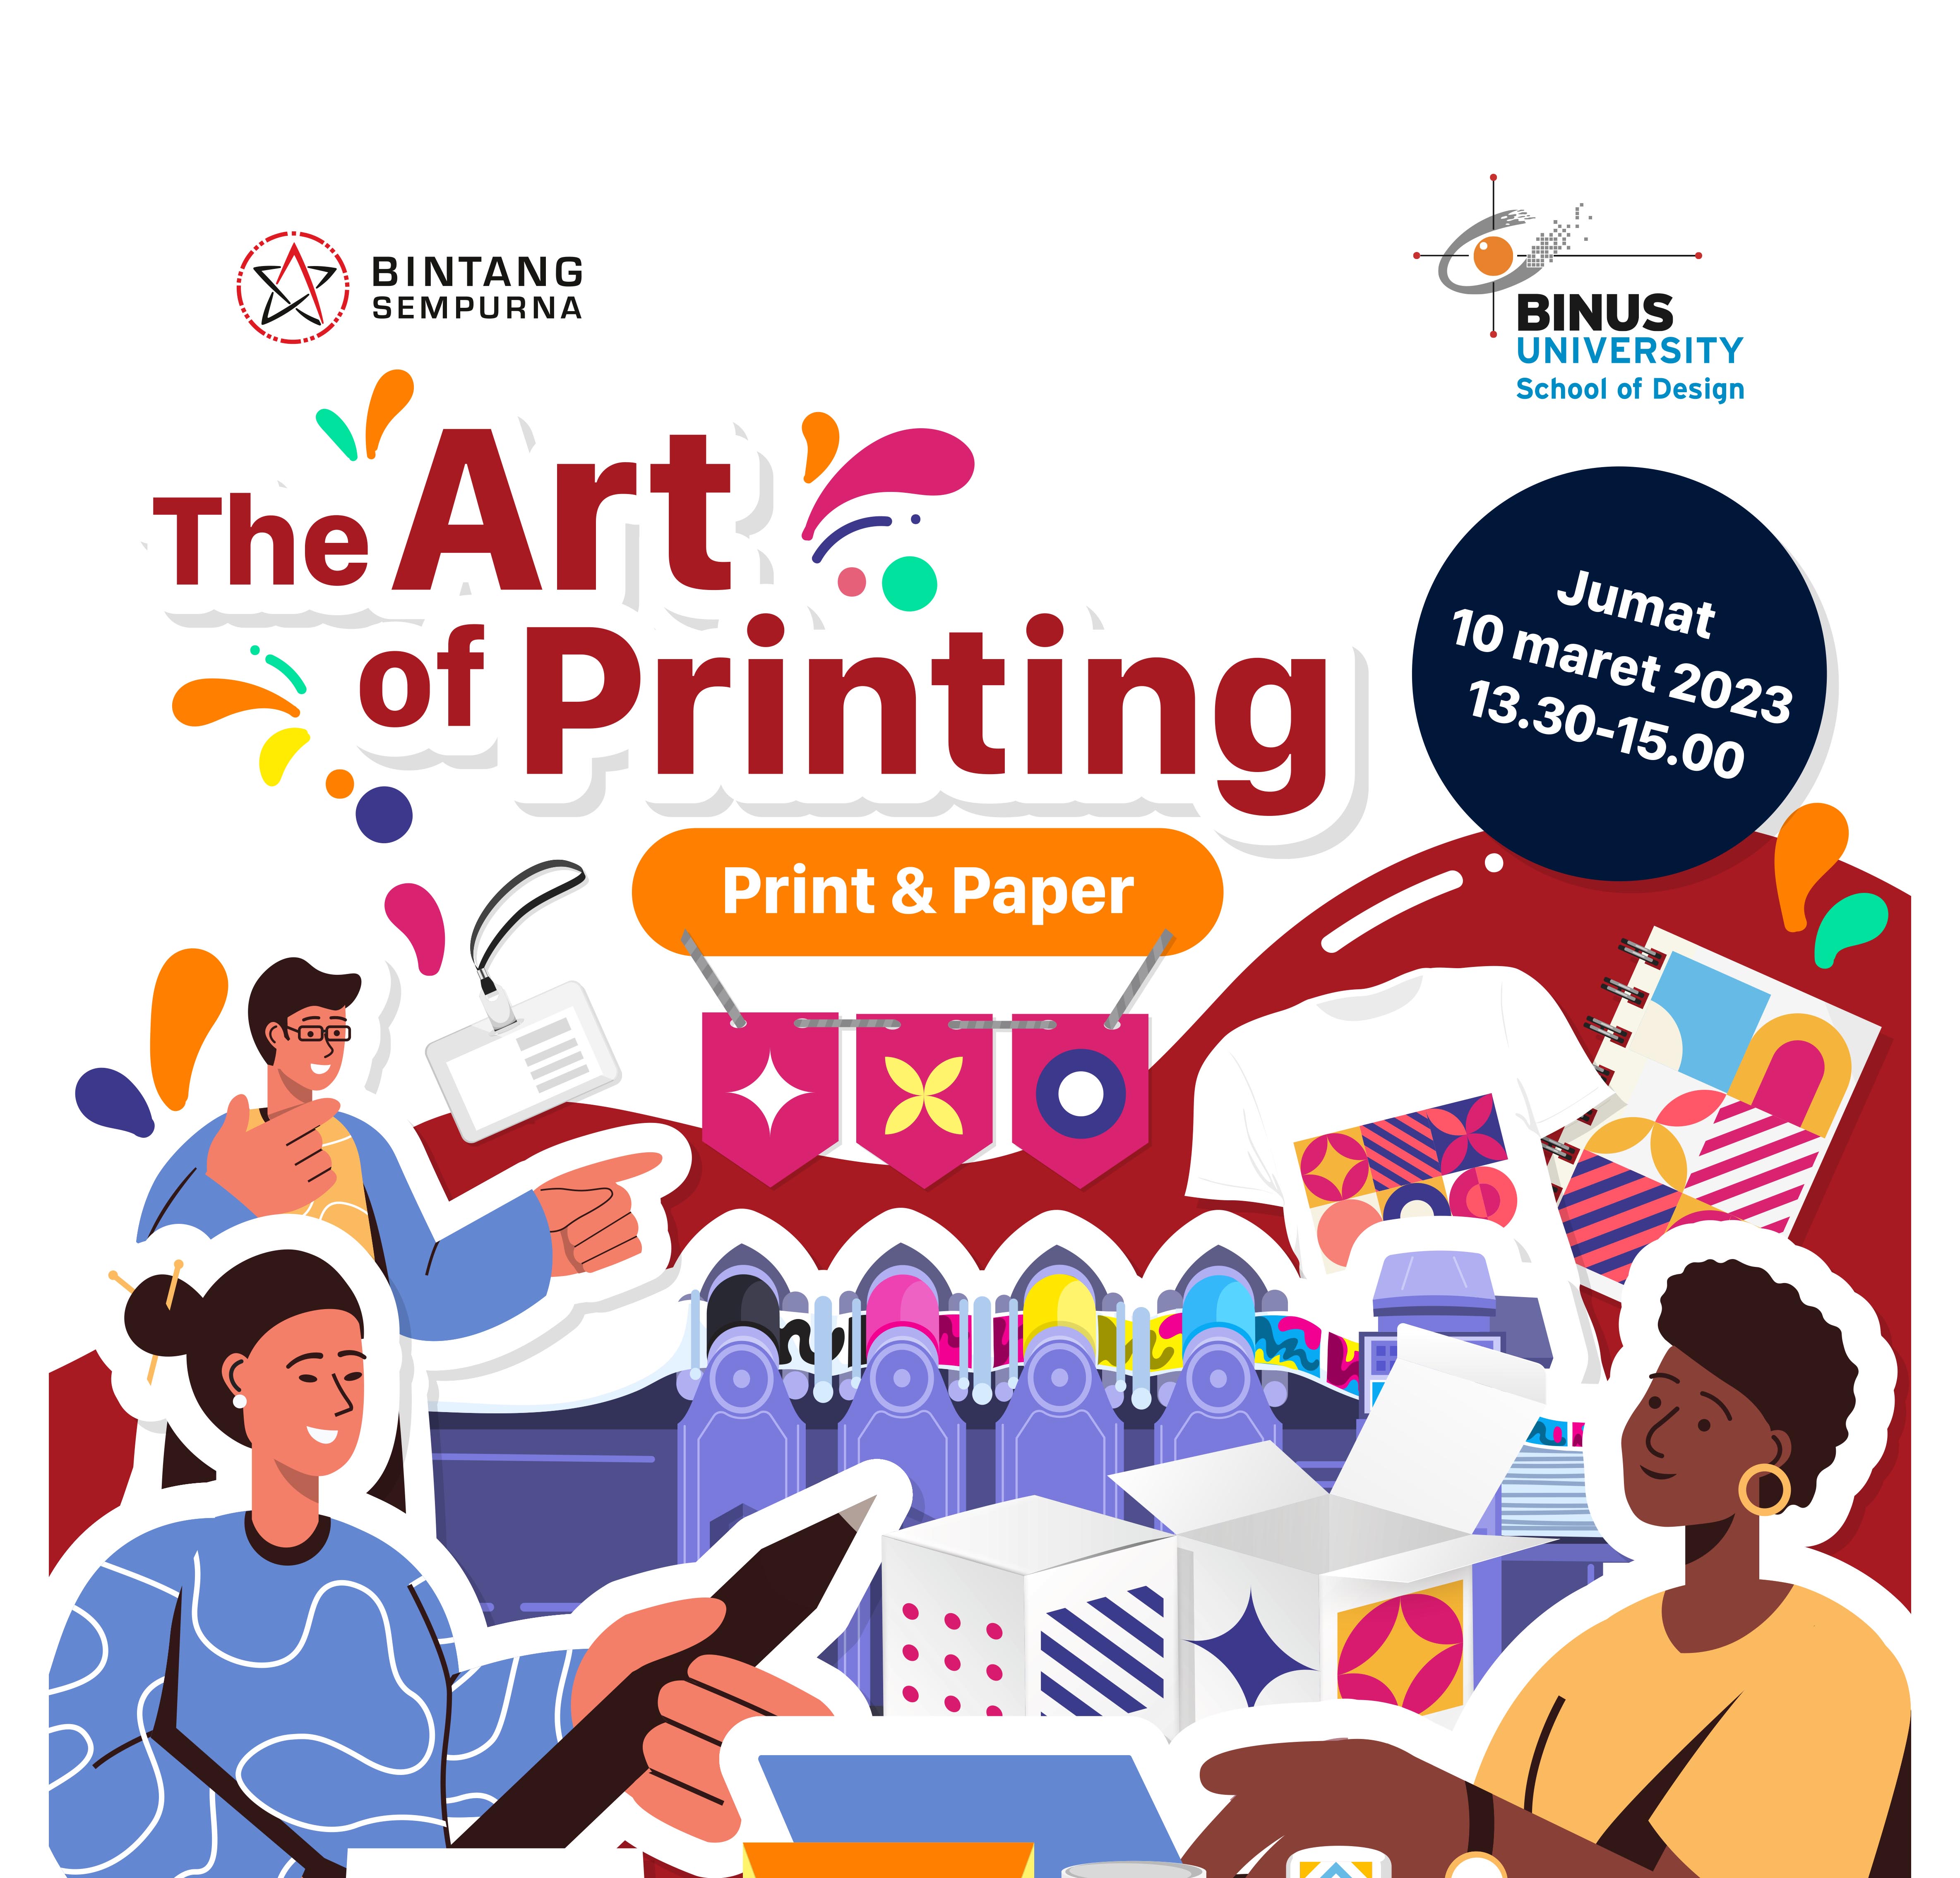 BINTANG
SEMPURNA
BINUS
UNIVERSITY
School of Design
The Art
of Printing
Jumat
10 maret 2023
13.30-15.00
Print & Paper